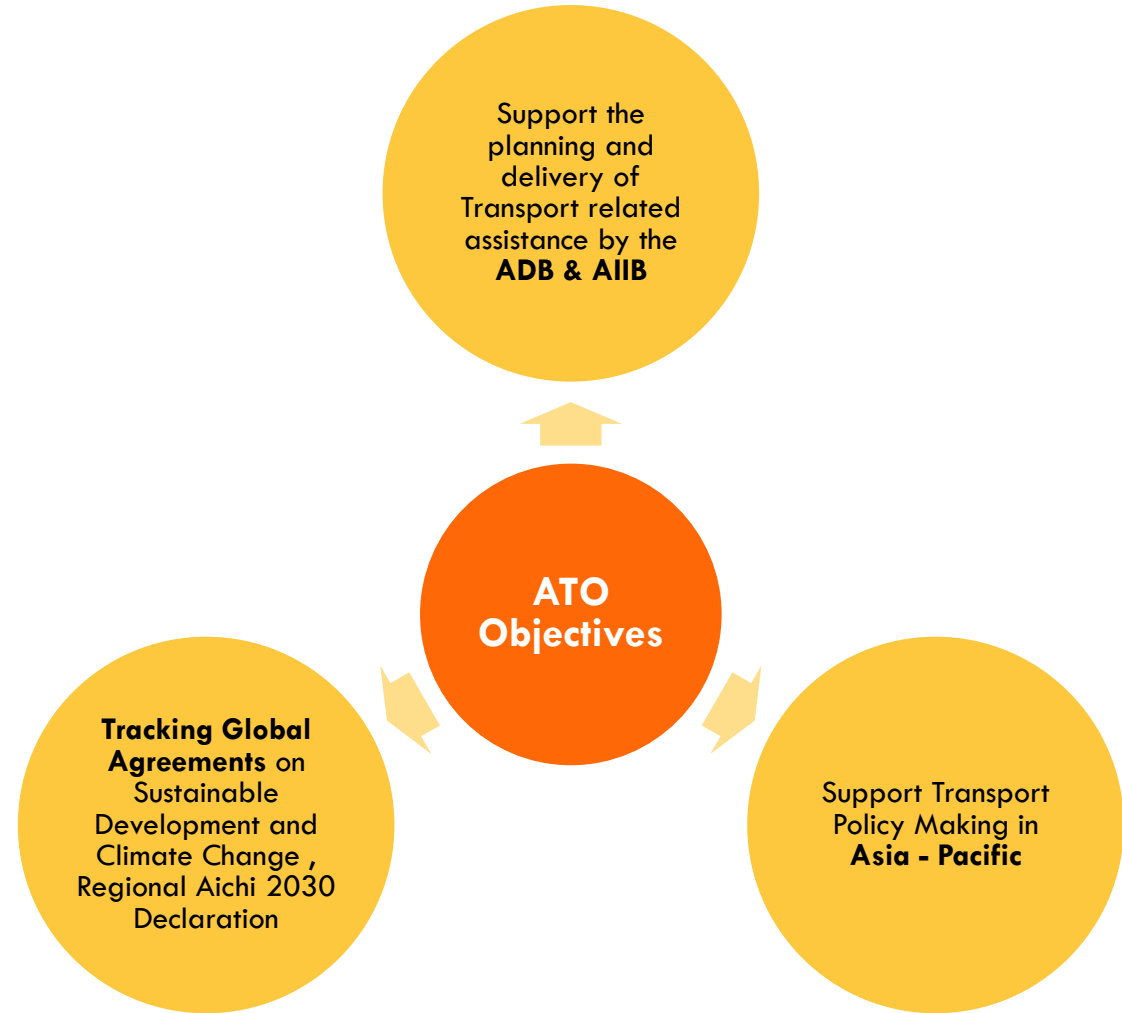 Support the
planning and
delivery of
Transport related
assistance by the
ADB & AIIB
ATO
Objectives
Tracking Global
Agreements on
Sustainable
Development and
Climate Change ,
Regional Aichi 2030
Declaration
Support Transport
Policy Making in
Asia - Pacific